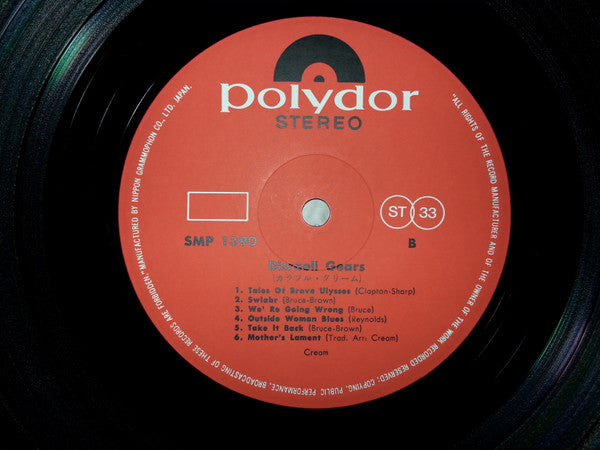 polydor
STEREO
ST 33
SMP 1390
B
Disraeli Gears
(カラフル・クリーム)
1. Tales Of Brave Ulysses (Clapton-Sharp)
2. Swlabr (Bruce-Brown)
3. We' Re Going Wrong (Bruce)
4. Outside Woman Blues (Reynolds)
5. Take It Back (Bruce-Brown)
6. Mother's Lament (Trad. Arr: Cream)
Cream
"ALL RIGHTS OF THE RECORD MANUFACTURER AND OF THE OWNER OF THE WORK RECORDED RESERVED; COPYING, PUBLIC PERFORMANCE, BROADCASTING OF THESE RECORDS ARE FORBIDDEN" MANUFACTURED BY NIPPON GRAMMOPHON CO., LTD. JAPAN.